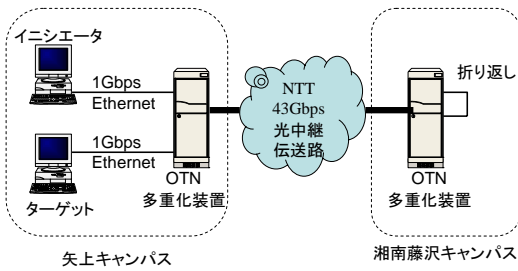 イニシエータ
1Gbps
Ethernet
1Gbps
Ethernet
ターゲット
OTN
多重化装置
矢上キャンパス
NTT
43Gbps
光中継
伝送路
折り返し
OTN
多重化装置
湘南藤沢キャンパス